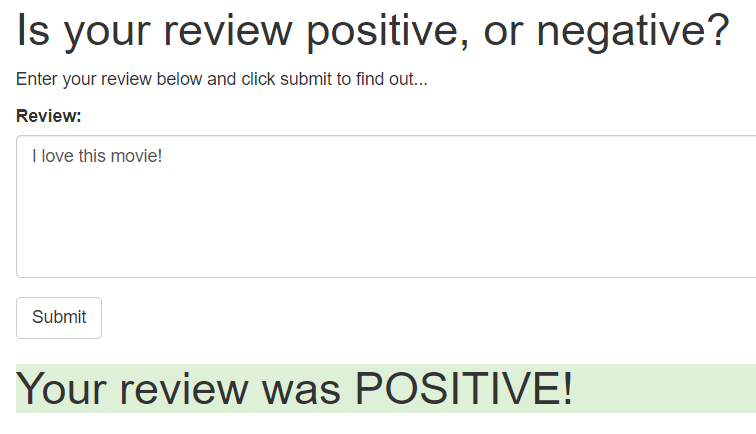 Is your review positive, or negative?
Enter your review below and click submit to find out...
Review:
I love this movie!
Submit
Your review was POSITIVE!